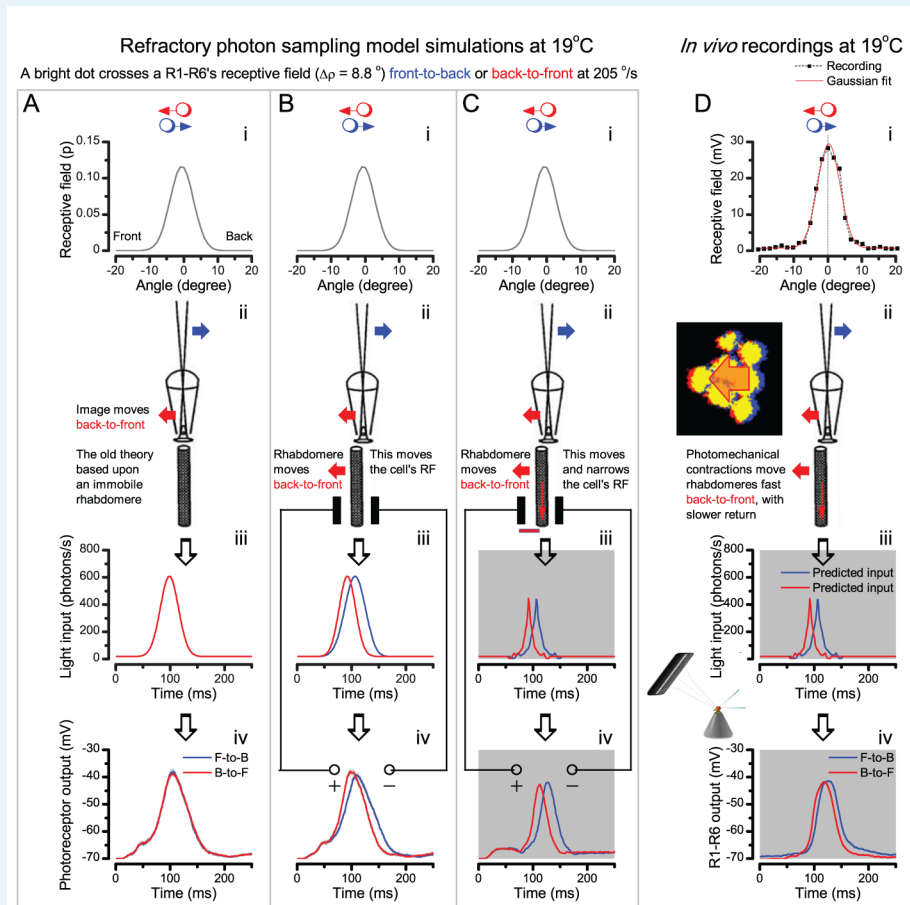 Refractory photon sampling model simulations at 19°C
In vivo recordings at 19°C
A bright dot crosses a R1-R6's receptive field (Δρ = 8.8 °) front-to-back or back-to-front at 205 °/s
Recording
Gaussian fit
A
i
Receptive field (p)
0.15
0.10
0.05
0
Front
Back
-20 -10 0 10 20
Angle (degree)
ii
Image moves
back-to-front
The old theory
based upon
an immobile
rhabdomere
iii
Light input (photons/s)
800
600
400
200
0
0 100 200
Time (ms)
iv
Photoreceptor output (mV)
-30
-40
-50
-60
-70
F-to-B
B-to-F
0 100 200
Time (ms)
B
i
-20 -10 0 10 20
Angle (degree)
ii
Rhabdomere
moves
back-to-front
This moves
the cell's RF
iii
0 100 200
Time (ms)
iv
+ −
0 100 200
Time (ms)
C
i
-20 -10 0 10 20
Angle (degree)
ii
Rhabdomere
moves
back-to-front
This moves
and narrows
the cell's RF
iii
0 100 200
Time (ms)
iv
+ −
0 100 200
Time (ms)
D
i
Receptive field (mV)
30
20
10
0
-20 -10 0 10 20
Angle (degree)
ii
Photomechanical
contractions move
rhabdomeres fast
back-to-front, with
slower return
iii
Light input (photons/s)
800
600
400
200
0
Predicted input
Predicted input
0 100 200
Time (ms)
iv
R1-R6 output (mV)
-30
-40
-50
-60
-70
F-to-B
B-to-F
0 100 200
Time (ms)